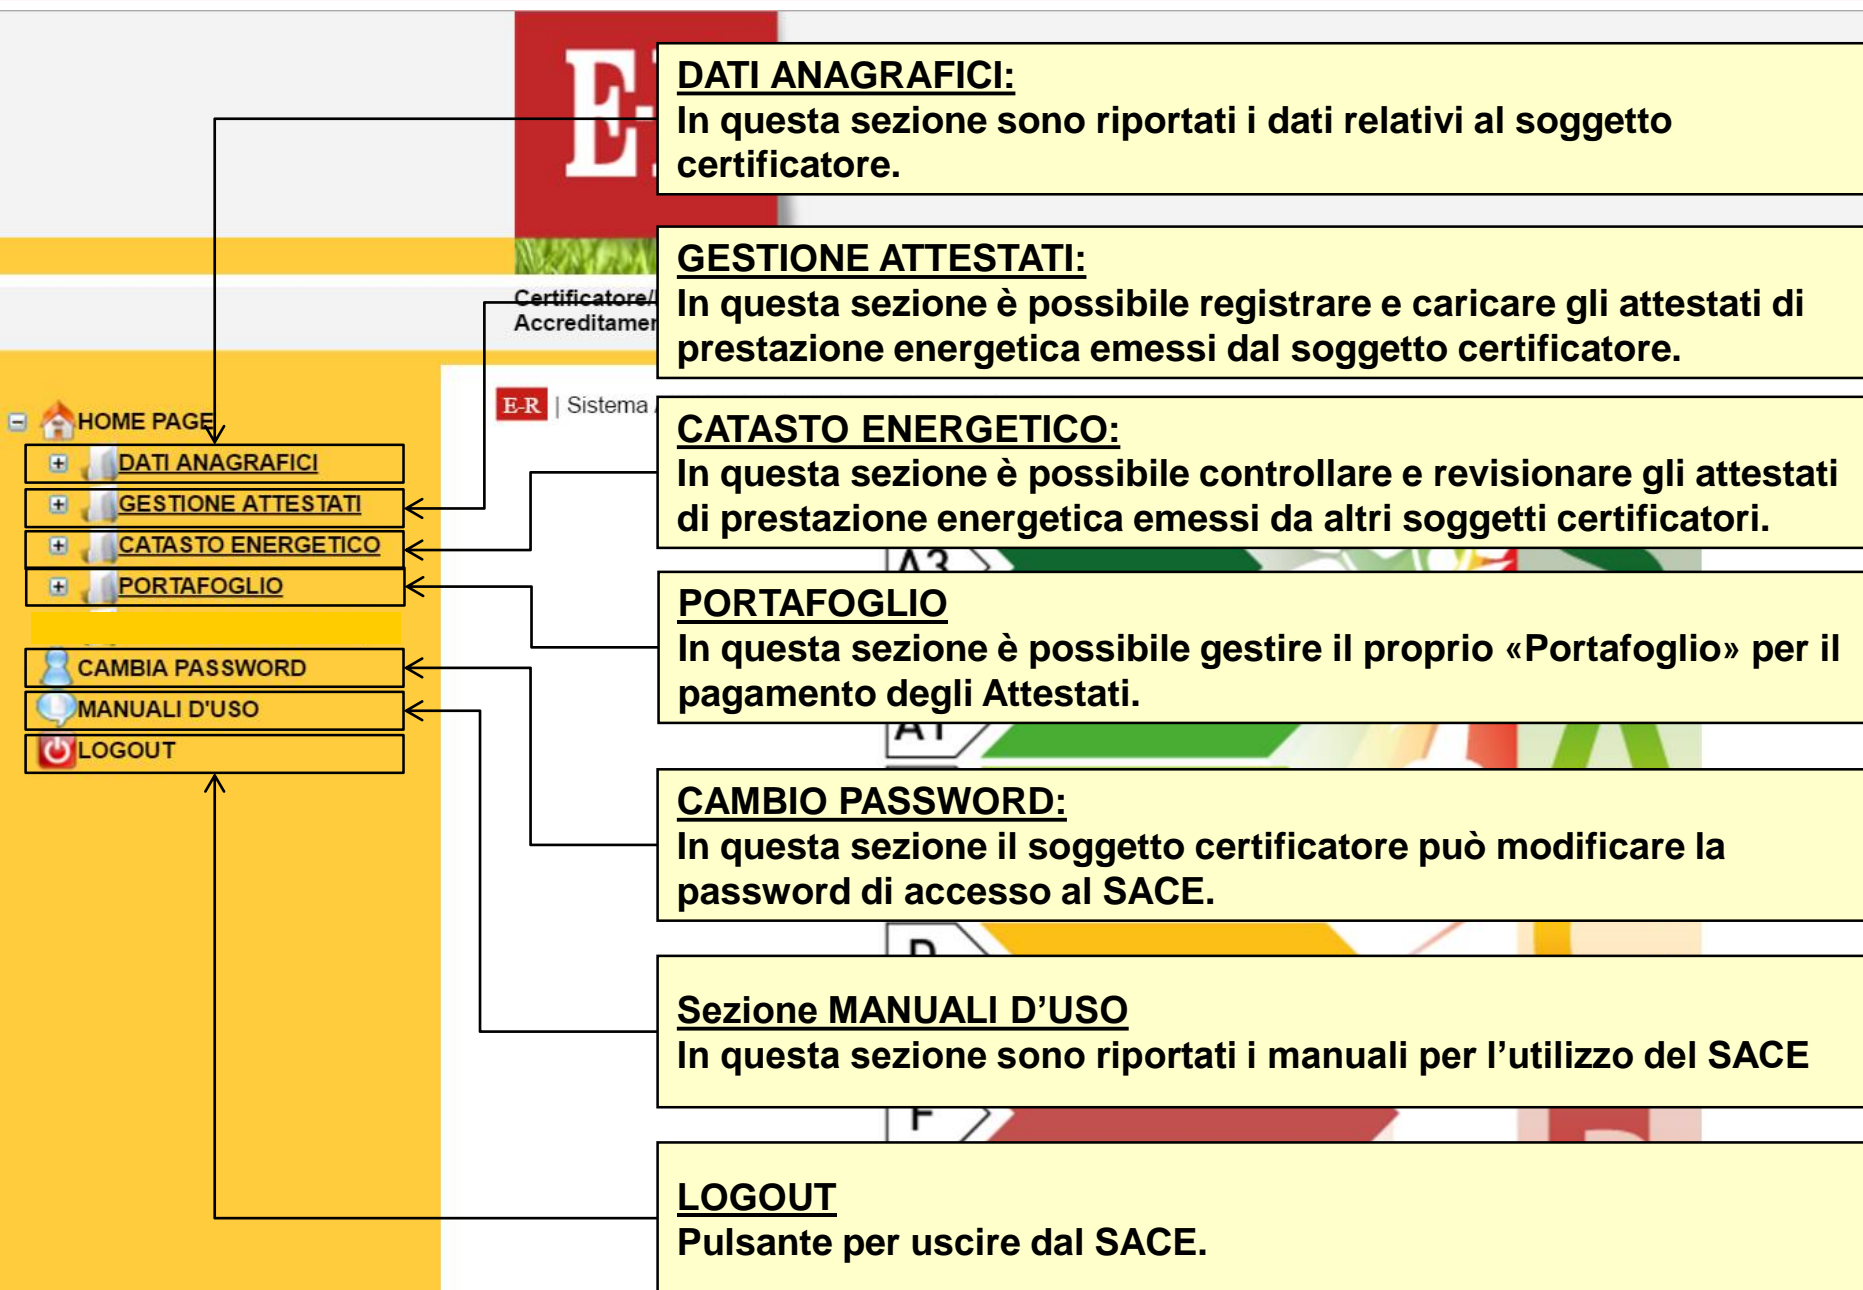 DATI ANAGRAFICI:
In questa sezione sono riportati i dati relativi al soggetto
certificatore.
GESTIONE ATTESTATI:
In questa sezione è possibile registrare e caricare gli attestati di
prestazione energetica emessi dal soggetto certificatore.
E-R | Sistema
CATASTO ENERGETICO:
In questa sezione è possibile controllare e revisionare gli attestati
di prestazione energetica emessi da altri soggetti certificatori.
PORTAFOGLIO
In questa sezione è possibile gestire il proprio «Portafoglio» per il
pagamento degli Attestati.
CAMBIO PASSWORD:
In questa sezione il soggetto certificatore può modificare la
password di accesso al SACE.
Sezione MANUALI D’USO
In questa sezione sono riportati i manuali per l’utilizzo del SACE
LOGOUT
Pulsante per uscire dal SACE.
HOME PAGE
DATI ANAGRAFICI
GESTIONE ATTESTATI
CATASTO ENERGETICO
PORTAFOGLIO
CAMBIA PASSWORD
MANUALI D'USO
LOGOUT
A3
A1
D
F